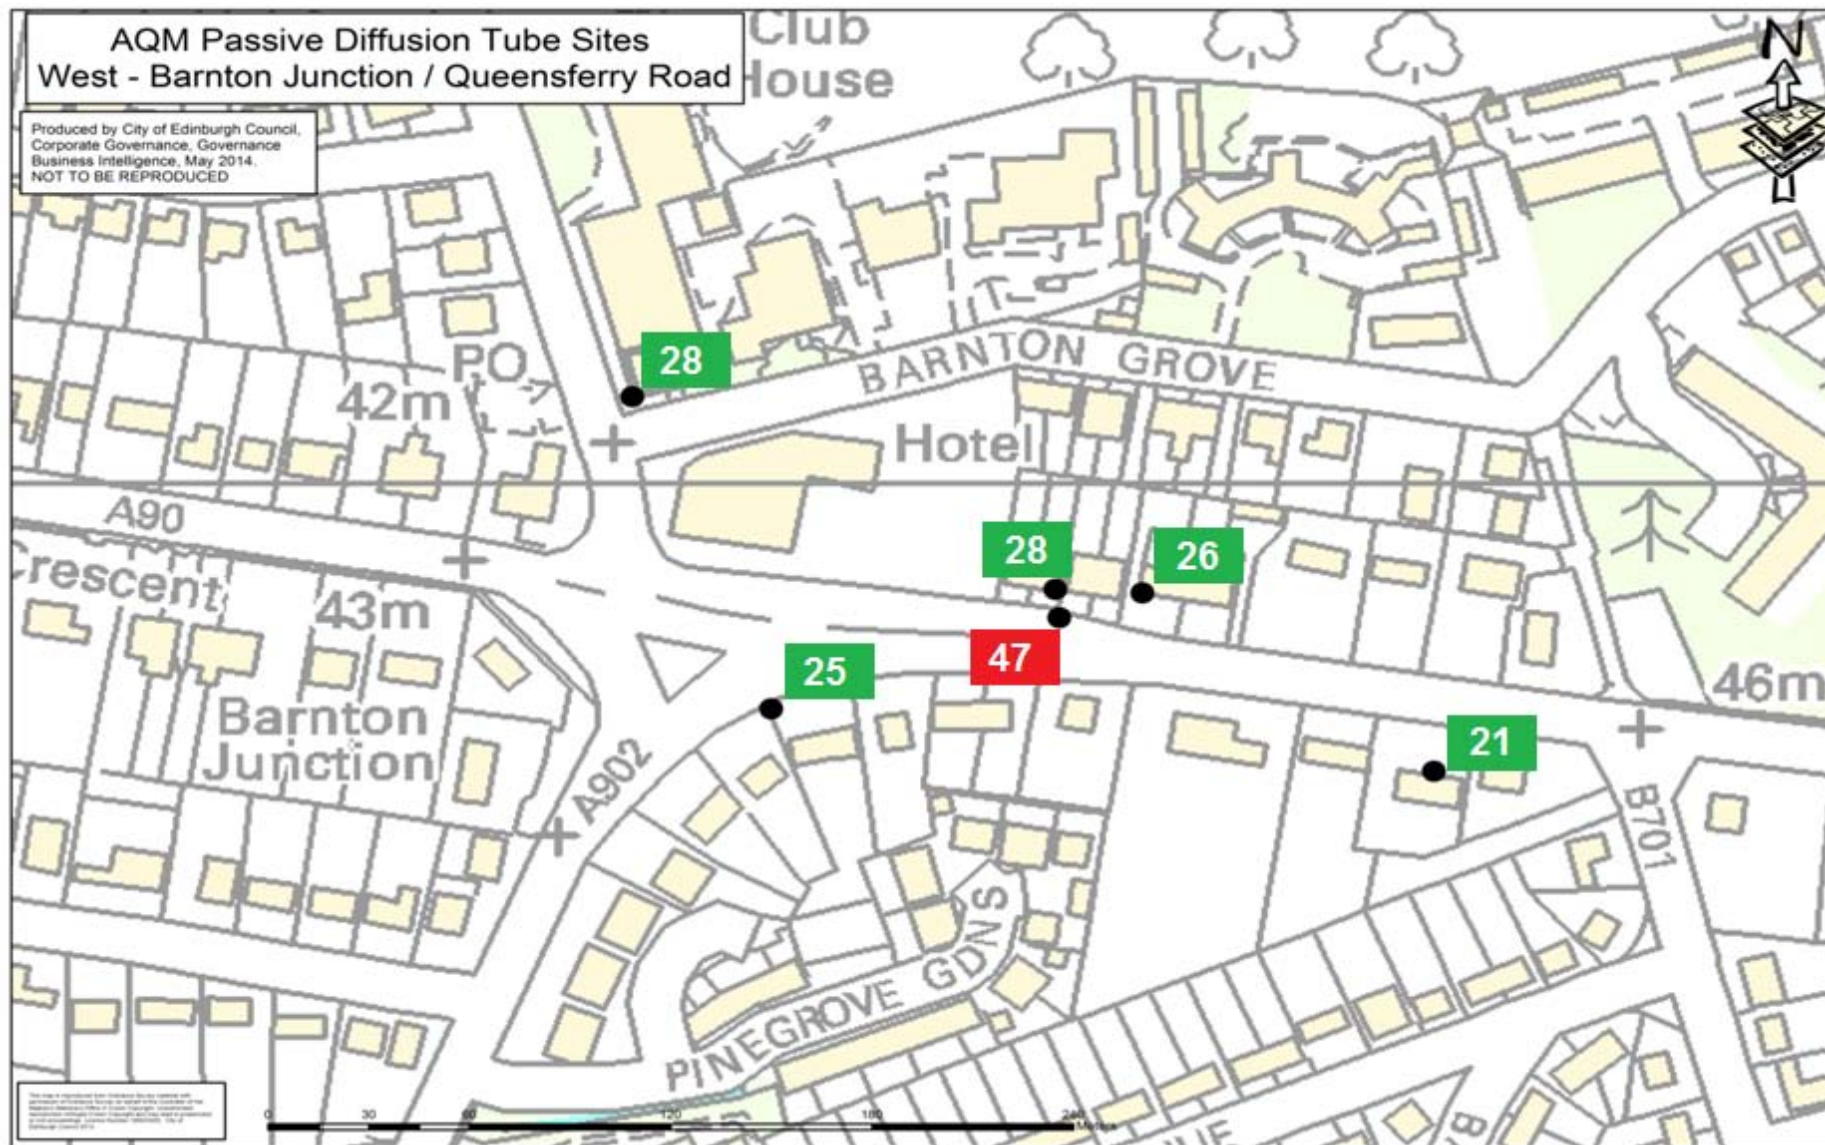 AQM Passive Diffusion Tube Sites
West - Barnton Junction / Queensferry Road
Club
House
N
Produced by City of Edinburgh Council,
Corporate Governance, Governance
Business Intelligence, May 2014.
NOT TO BE REPRODUCED
28
PO
BARNTON GROVE
42m
Hotel
A90
28
26
Crescent
43m
47
25
46m
Barnton
Junction
21
A902
B701
PINEGROVE GDNS
0 30 60 120 180 240
Meters